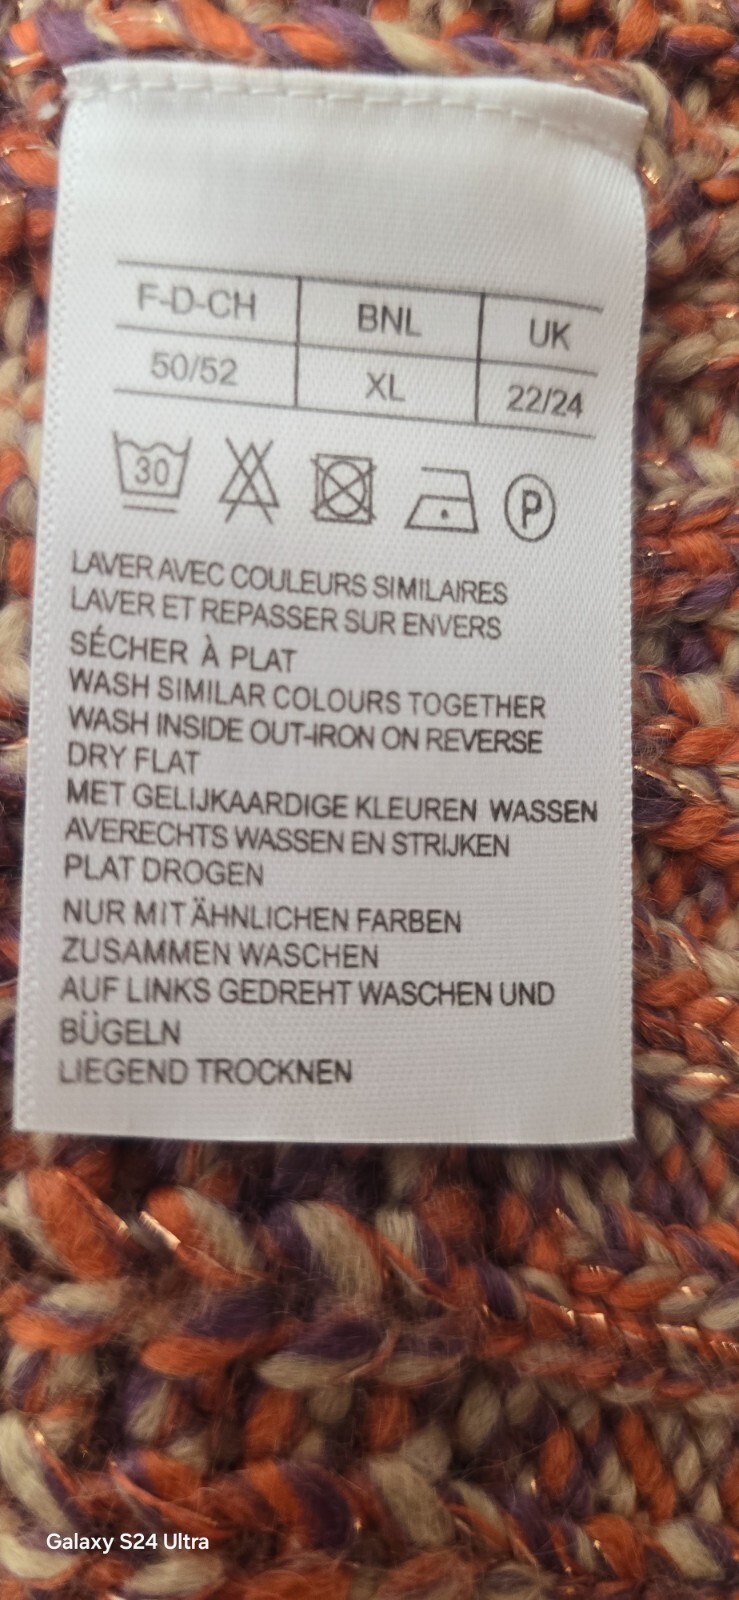 F-D-CH BNL UK
50/52 XL 22/24
30 P
LAVER AVEC COULEURS SIMILAIRES
LAVER ET REPASSER SUR ENVERS
SÉCHER À PLAT
WASH SIMILAR COLOURS TOGETHER
WASH INSIDE OUT-IRON ON REVERSE
DRY FLAT
MET GELIJKAARDIGE KLEUREN WASSEN
AVERECHTS WASSEN EN STRIJKEN
PLAT DROGEN
NUR MIT ÄHNLICHEN FARBEN
ZUSAMMEN WASCHEN
AUF LINKS GEDREHT WASCHEN UND
BÜGELN
LIEGEND TROCKNEN
Galaxy S24 Ultra